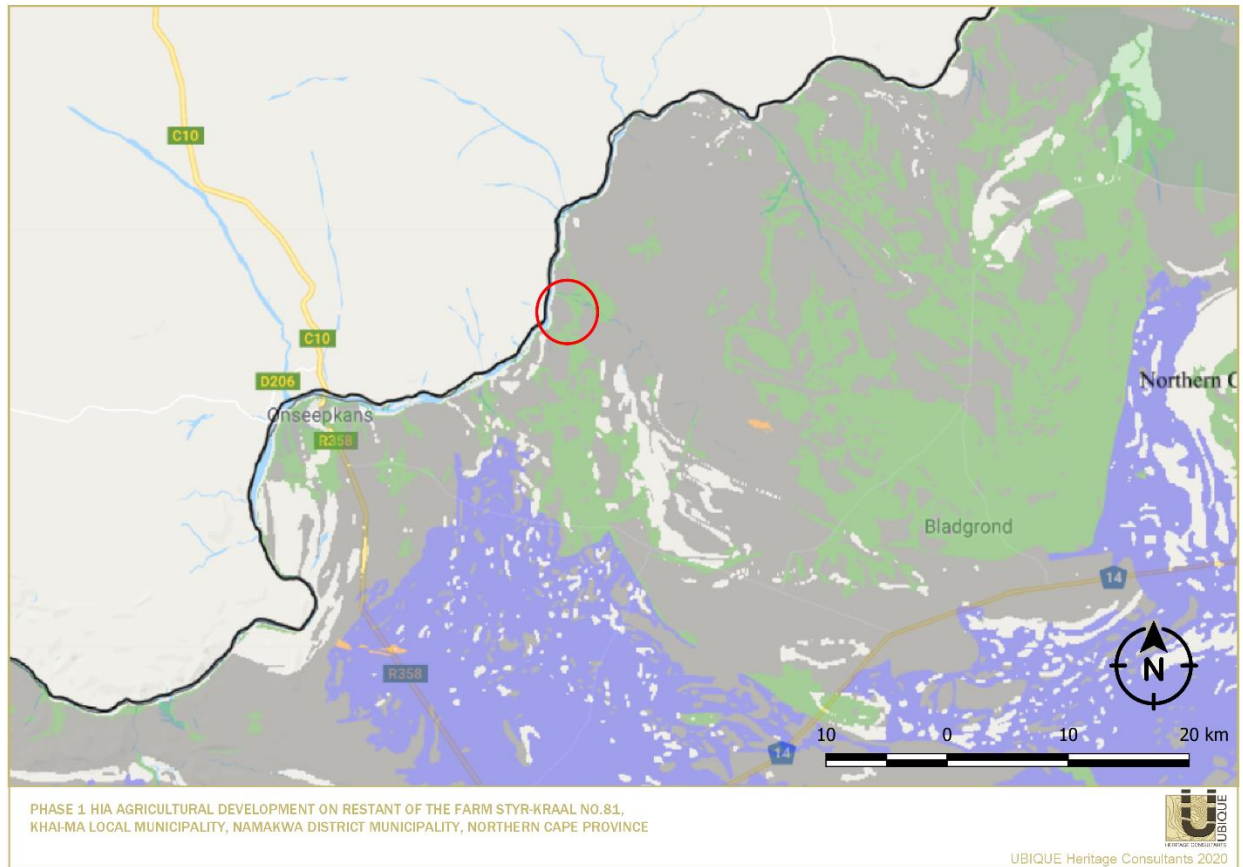 C10
C10
D206
Onseepkans
R358
Northern C
Bladgrond
14
R358
14
N
10 0 10 20 km
PHASE 1 HIA AGRICULTURAL DEVELOPMENT ON RESTANT OF THE FARM STYR-KRAAL NO.81,
KHAI-MA LOCAL MUNICIPALITY, NAMAKWA DISTRICT MUNICIPALITY, NORTHERN CAPE PROVINCE
UBIQUE
HERITAGE CONSULTANTS
UBIQUE Heritage Consultants 2020